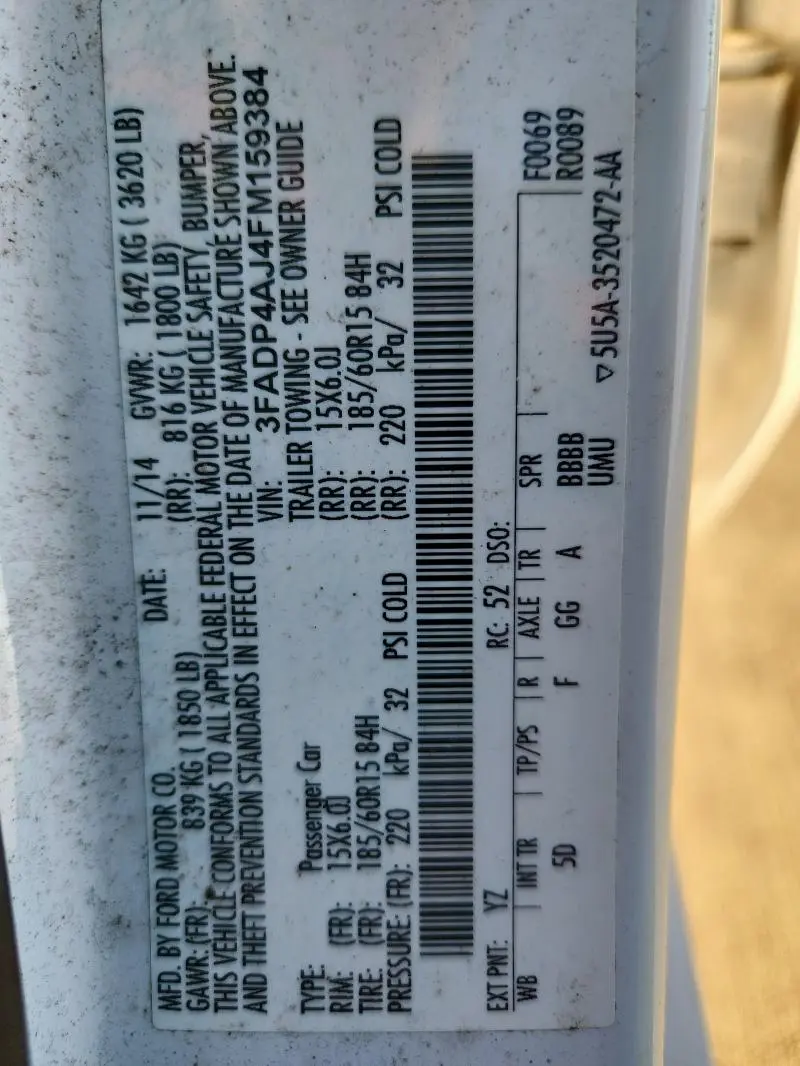 MFD. BY FORD MOTOR CO. DATE: 11/14 GVWR: 1642 KG ( 3620 LB)
GAWR: (FR): 839 KG ( 1850 LB) (RR): 816 KG ( 1800 LB)
THIS VEHICLE CONFORMS TO ALL APPLICABLE FEDERAL MOTOR VEHICLE SAFETY, BUMPER,
AND THEFT PREVENTION STANDARDS IN EFFECT ON THE DATE OF MANUFACTURE SHOWN ABOVE.
VIN: 3FADP4AJ4FM159384
TYPE: Passenger Car TRAILER TOWING - SEE OWNER GUIDE
RIM: (FR): 15X6.0J (RR): 15X6.0J
TIRE: (FR): 185/60R15 84H (RR): 185/60R15 84H
PRESSURE: (FR): 220 kPa/ 32 PSI COLD (RR): 220 kPa/ 32 PSI COLD
EXT PNT: YZ RC: 52 DSO:
WB | INT TR | TP/PS | R | AXLE | TR | SPR | F0069
5D F GG A BBBB R0089
UMU ▽5U5A-3520472-AA